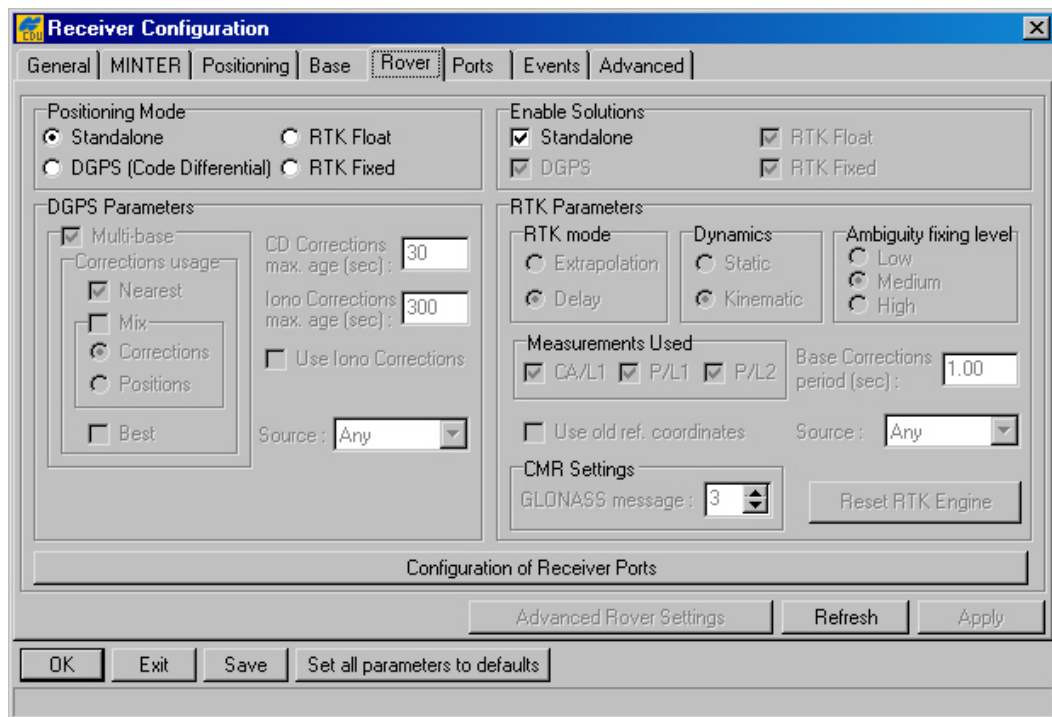 CDU Receiver Configuration
General MINTER Positioning Base Rover Ports Events Advanced
Positioning Mode
Standalone RTK Float
DGPS (Code Differential) RTK Fixed
Enable Solutions
Standalone RTK Float
DGPS RTK Fixed
DGPS Parameters
Multi-base
Corrections usage
Nearest
Mix
Corrections
Positions
Best
CD Corrections
max. age (sec) : 30
Iono Corrections
max. age (sec) : 300
Use Iono Corrections
Source : Any
RTK Parameters
RTK mode
Extrapolation
Delay
Dynamics
Static
Kinematic
Ambiguity fixing level
Low
Medium
High
Measurements Used
CA/L1 P/L1 P/L2
Base Corrections
period (sec) : 1.00
Use old ref. coordinates
Source : Any
CMR Settings
GLONASS message : 3
Reset RTK Engine
Configuration of Receiver Ports
Advanced Rover Settings Refresh Apply
OK Exit Save Set all parameters to defaults